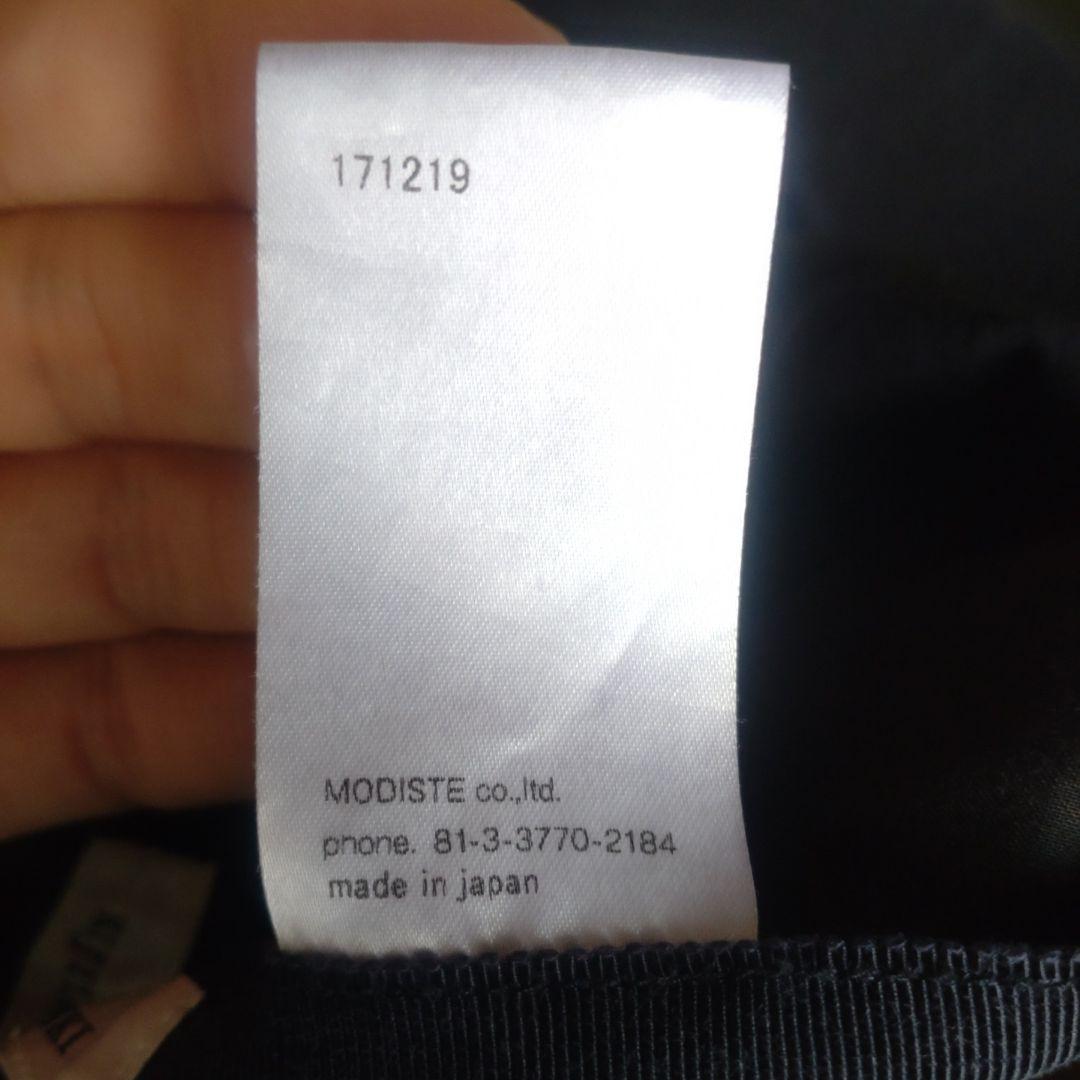 171219
MODISTE co.,ltd.
phone. 81-3-3770-2184
made in japan